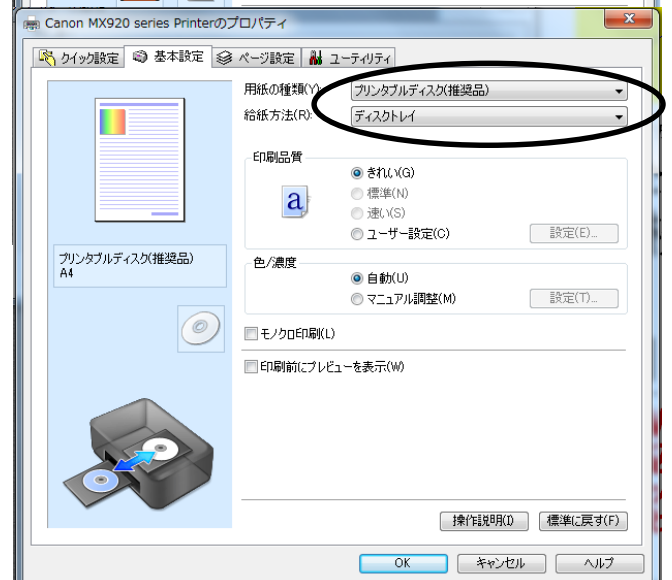 Canon MX920 series Printerのプロパティ
クイック設定 基本設定 ページ設定 ユーティリティ
用紙の種類(Y): プリンタブルディスク(推奨品)
給紙方法(R): ディスクトレイ
印刷品質
きれい(G)
標準(N)
速い(S)
ユーザー設定(C) 設定(E)...
プリンタブルディスク(推奨品)
A4
色/濃度
自動(U)
マニュアル調整(M) 設定(T)...
モノクロ印刷(L)
印刷前にプレビューを表示(W)
操作説明(I) 標準に戻す(F)
OK キャンセル ヘルプ